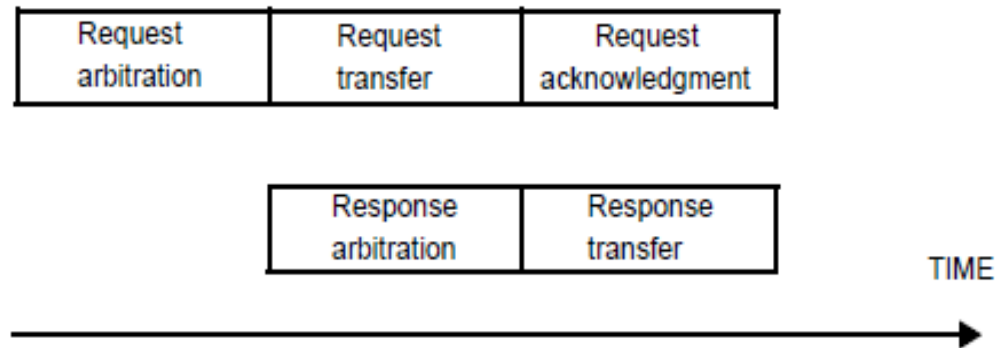 Request
arbitration
Request
transfer
Request
acknowledgment
Response
arbitration
Response
transfer
TIME